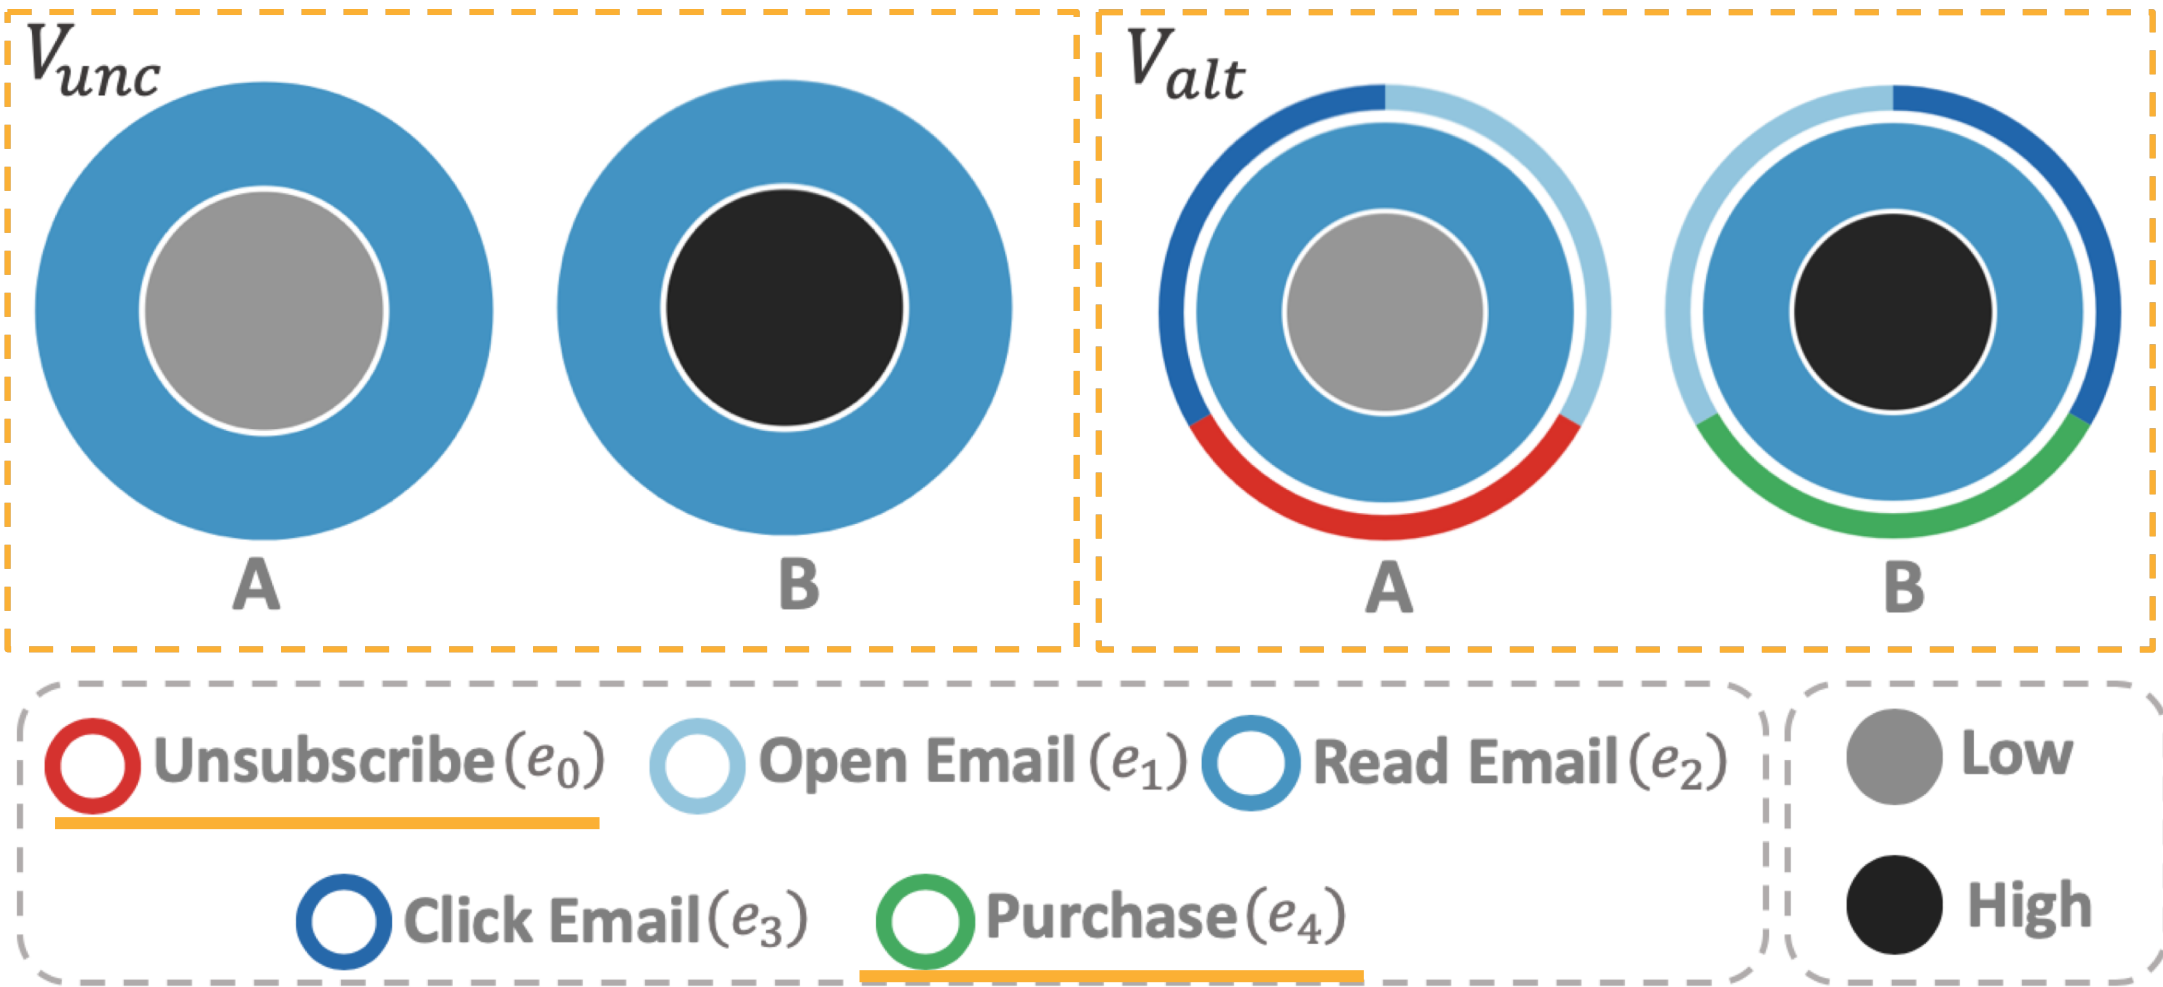 V_unc
V_alt
A B A B
Unsubscribe(e_0) Open Email(e_1) Read Email(e_2)
Click Email(e_3) Purchase(e_4)
Low
High